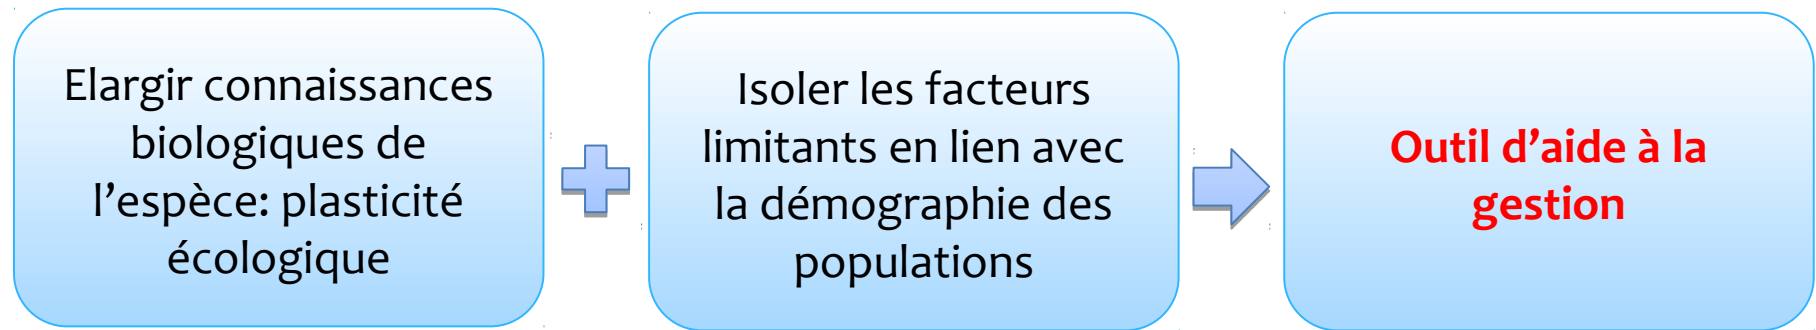 Elargir connaissances
biologiques de
l’espèce: plasticité
écologique
Isoler les facteurs
limitants en lien avec
la démographie des
populations
Outil d’aide à la
gestion